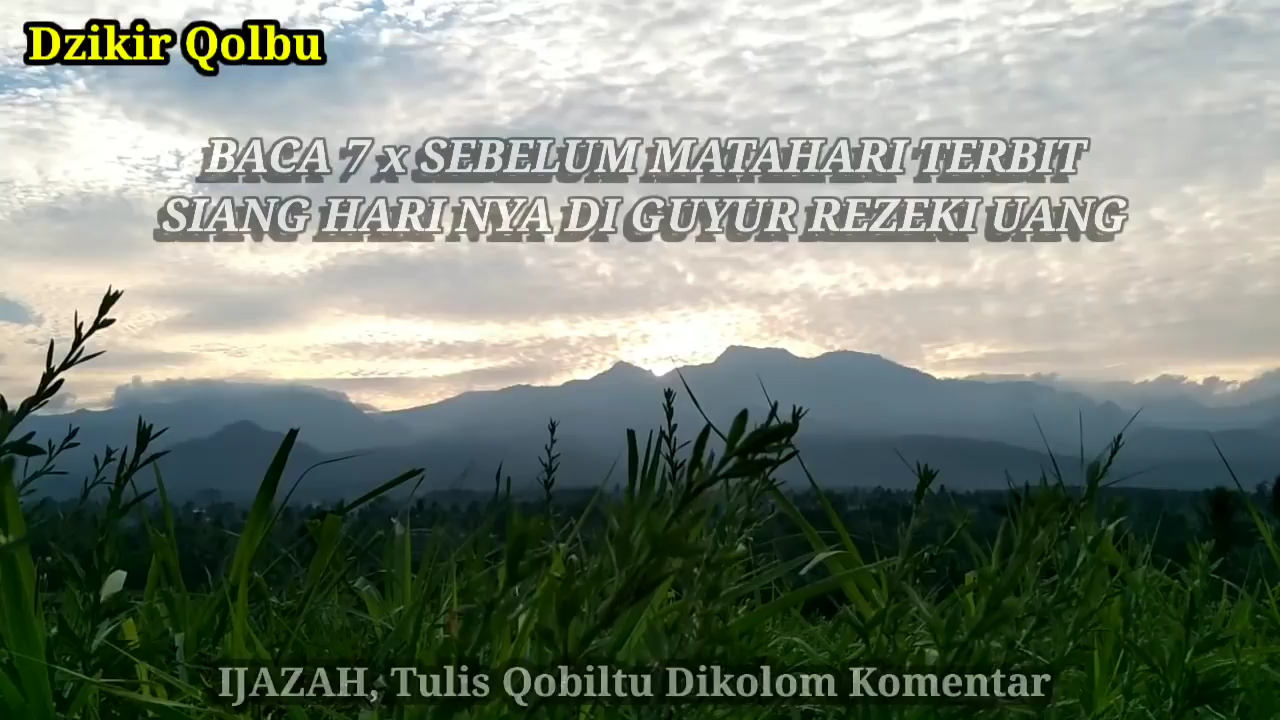 Dzikir Qolbu
BACA 7 x SEBELUM MATAHARI TERBIT
SIANG HARI NYA DI GUYUR REZEKI UANG
IJAZAH, Tulis Qobiltu Dikolom Komentar